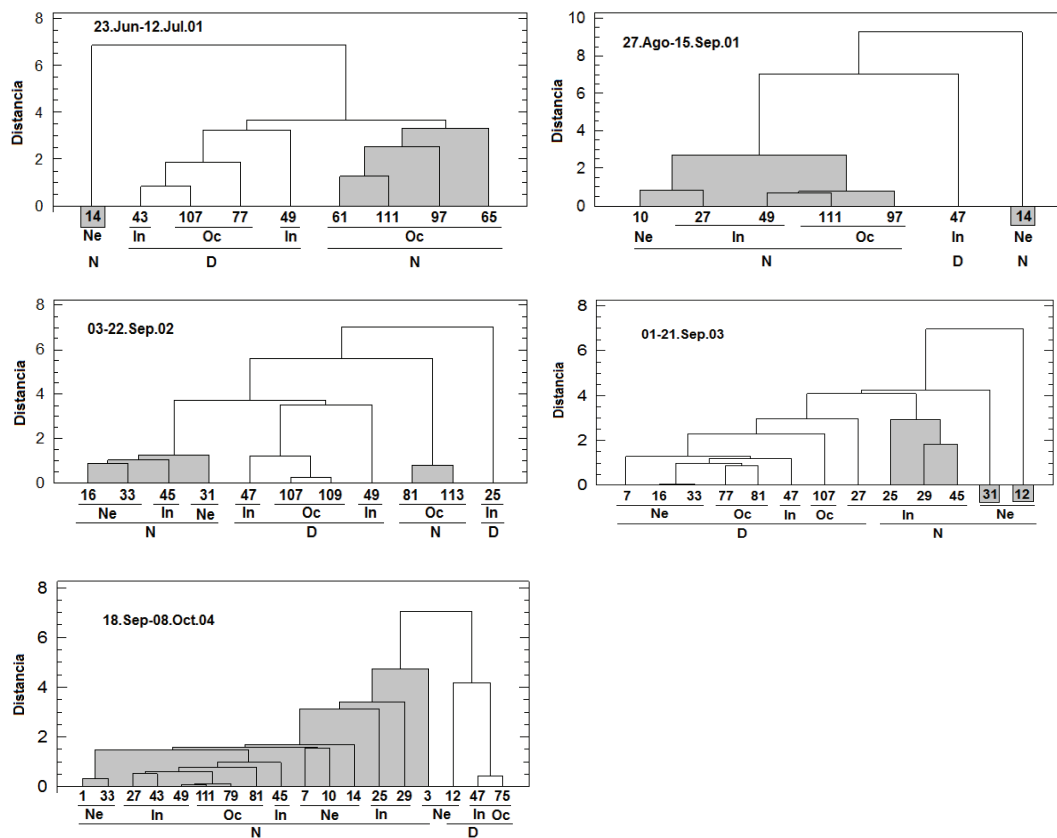 23.Jun-12.Jul.01
Distancia
8
6
4
2
0
14 43 107 77 49 61 111 97 65
Ne In Oc In Oc
N D N
27.Ago-15.Sep.01
Distancia
10
8
6
4
2
0
10 27 49 111 97 47 14
Ne In Oc In Ne
N D N
03-22.Sep.02
Distancia
8
6
4
2
0
16 33 45 31 47 107 109 49 81 113 25
Ne In Ne In Oc In Oc In
N D N D
01-21.Sep.03
Distancia
8
6
4
2
0
7 16 33 77 81 47 107 27 25 29 45 31 12
Ne Oc In Oc In Ne
D N
18.Sep-08.Oct.04
Distancia
8
6
4
2
0
1 33 27 43 49 111 79 81 45 7 10 14 25 29 3 12 47 75
Ne In Oc In Ne In Ne In Oc
N D